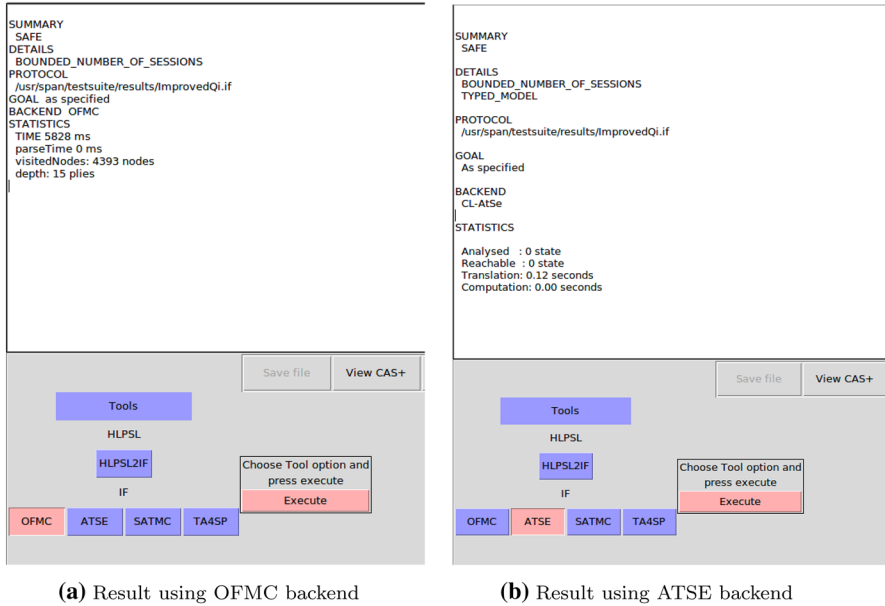 SUMMARY
SAFE
DETAILS
BOUNDED_NUMBER_OF_SESSIONS
PROTOCOL
/usr/span/testsuite/results/ImprovedQi.if
GOAL as specified
BACKEND OFMC
STATISTICS
TIME 5828 ms
parseTime 0 ms
visitedNodes: 4393 nodes
depth: 15 plies
Save file
View CAS+
Tools
HLPSL
HLPSL2IF
IF
Choose Tool option and
press execute
Execute
OFMC
ATSE
SATMC
TA4SP
(a) Result using OFMC backend
SUMMARY
SAFE
DETAILS
BOUNDED_NUMBER_OF_SESSIONS
TYPED_MODEL
PROTOCOL
/usr/span/testsuite/results/ImprovedQi.if
GOAL
As specified
BACKEND
CL-AtSe
STATISTICS
Analysed : 0 state
Reachable : 0 state
Translation: 0.12 seconds
Computation: 0.00 seconds
Save file
View CAS+
Tools
HLPSL
HLPSL2IF
IF
Choose Tool option and
press execute
Execute
OFMC
ATSE
SATMC
TA4SP
(b) Result using ATSE backend